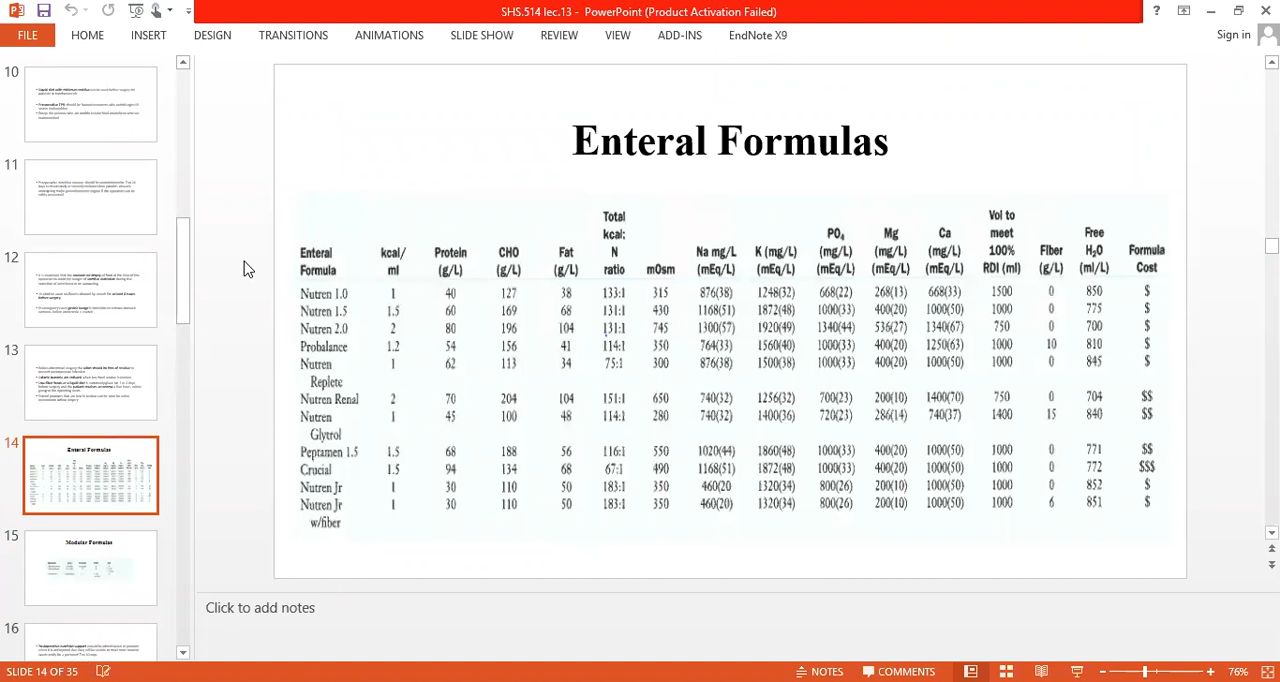 SHS.514 lec.13 - PowerPoint (Product Activation Failed)
FILE HOME INSERT DESIGN TRANSITIONS ANIMATIONS SLIDE SHOW REVIEW VIEW ADD-INS EndNote X9 Sign in
10
11
12
13
14
Enteral Formulas
15
Modular Formulas
16
Enteral Formulas
Total
kcal:
N
ratio
Enteral
Formula
kcal/
ml
Protein
(g/L)
CHO
(g/L)
Fat
(g/L)
mOsm
Na mg/L
(mEq/L)
K (mg/L)
(mEq/L)
PO4
(mg/L)
(mEq/L)
Mg
(mg/L)
(mEq/L)
Ca
(mg/L)
(mEq/L)
Vol to
meet
100%
RDI (ml)
Fiber
(g/L)
Free
H2O
(ml/L)
Formula
Cost
Nutren 1.0 1 40 127 38 133:1 315 876(38) 1248(32) 668(22) 268(13) 668(33) 1500 0 850 $
Nutren 1.5 1.5 60 169 68 131:1 430 1168(51) 1872(48) 1000(33) 400(20) 1000(50) 1000 0 775 $
Nutren 2.0 2 80 196 104 131:1 745 1300(57) 1920(49) 1340(44) 536(27) 1340(67) 750 0 700 $
Probalance 1.2 54 156 41 114:1 350 764(33) 1560(40) 1000(33) 400(20) 1250(63) 1000 10 810 $
Nutren 1 62 113 34 75:1 300 876(38) 1500(38) 1000(33) 400(20) 1000(50) 1000 0 845 $
Replete
Nutren Renal 2 70 204 104 151:1 650 740(32) 1256(32) 700(23) 200(10) 1400(70) 750 0 704 $$
Nutren 1 45 100 48 114:1 280 740(32) 1400(36) 720(23) 286(14) 740(37) 1400 15 840 $$
Glytrol
Peptamen 1.5 1.5 68 188 56 116:1 550 1020(44) 1860(48) 1000(33) 400(20) 1000(50) 1000 0 771 $$
Crucial 1.5 94 134 68 67:1 490 1168(51) 1872(48) 1000(33) 400(20) 1000(50) 1000 0 772 $$$
Nutren Jr 1 30 110 50 183:1 350 460(20 1320(34) 800(26) 200(10) 1000(50) 1000 0 852 $
Nutren Jr 1 30 110 50 183:1 350 460(20) 1320(34) 800(26) 200(10) 1000(50) 1000 6 851 $
w/fiber
Click to add notes
SLIDE 14 OF 35 NOTES COMMENTS 76%